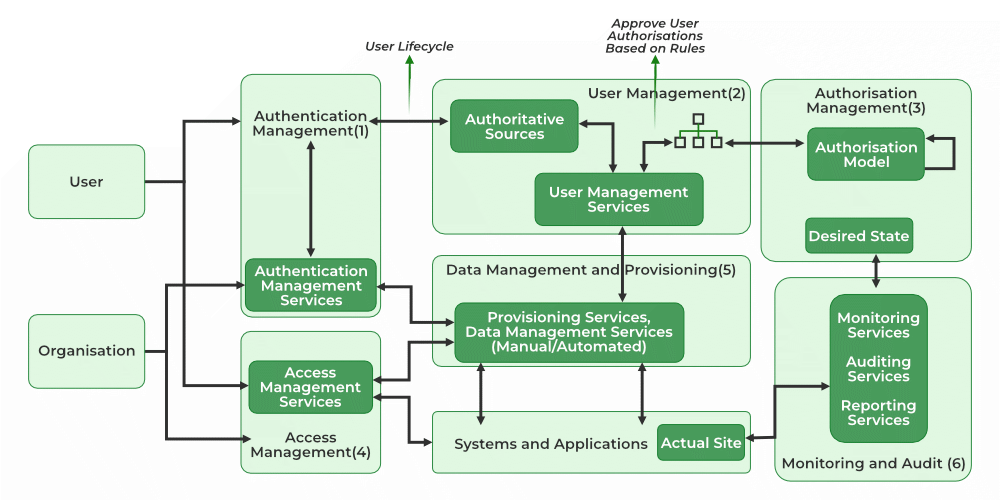 Approve User
Authorisations
Based on Rules
User Lifecycle
User Management(2)
Authorisation
Management(3)
Authentication
Management(1)
Authoritative
Sources
Authorisation
Model
User
User Management
Services
Desired State
Authentication
Management
Services
Data Management and Provisioning(5)
Organisation
Provisioning Services,
Data Management Services
(Manual/Automated)
Monitoring
Services
Auditing
Services
Reporting
Services
Access
Management
Services
Access
Management(4)
Systems and Applications
Actual Site
Monitoring and Audit (6)